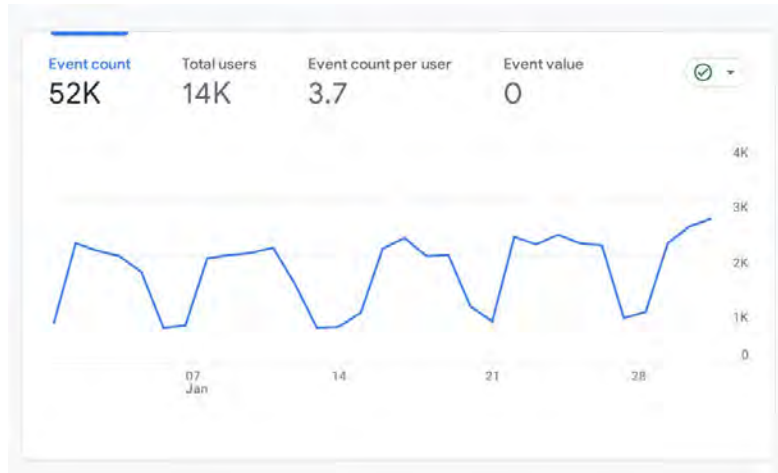 Event count Total users Event count per user Event value
52K 14K 3.7 0
4K
3K
2K
1K
0
07 14 21 28
Jan